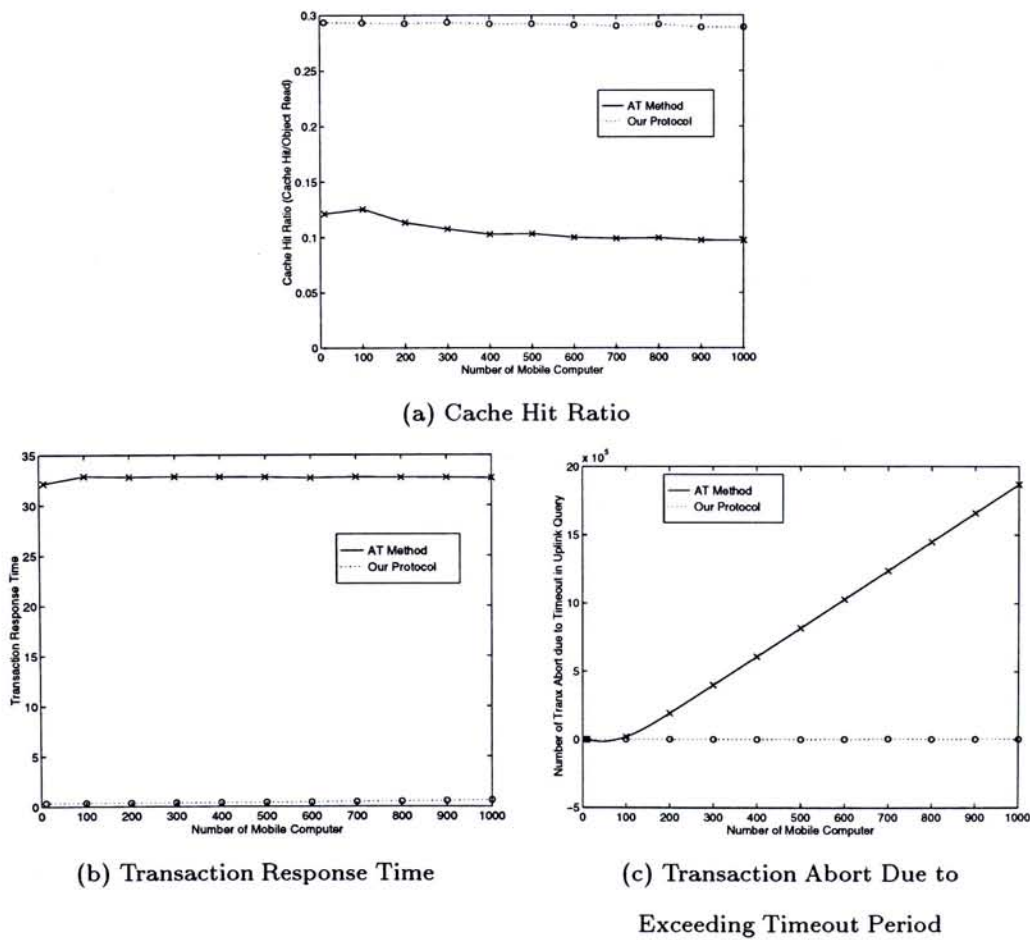 0.3
0.25
0.2
0.15
0.1
0.05
0
Cache Hit Ratio (Cache Hit/Object Read)
AT Method
Our Protocol
0 100 200 300 400 500 600 700 800 900 1000
Number of Mobile Computer
(a) Cache Hit Ratio
35
30
25
20
15
10
5
0
Transaction Response Time
AT Method
Our Protocol
0 100 200 300 400 500 600 700 800 900 1000
Number of Mobile Computer
(b) Transaction Response Time
x 10^5
20
15
10
5
0
-5
Number of Tranx Abort due to Timeout in Uplink Query
AT Method
Our Protocol
0 100 200 300 400 500 600 700 800 900 1000
Number of Mobile Computer
(c) Transaction Abort Due to
Exceeding Timeout Period